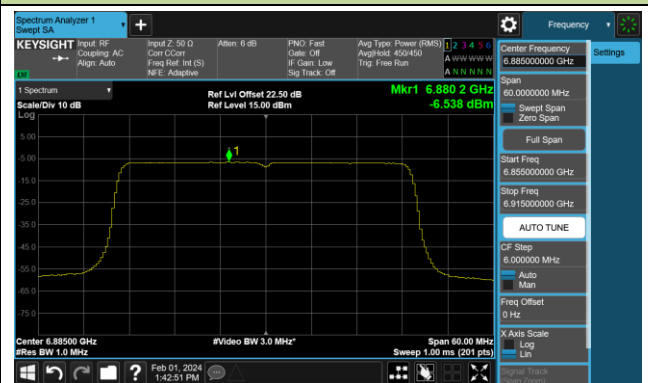 Spectrum Analyzer 1
Swept SA
Frequency
KEYSIGHT
Input: RF
Coupling: AC
Align: Auto
Input Z: 50 Ω
Corr CCorr
Freq Ref: Int (S)
NFE: Adaptive
Atten: 6 dB
PNO: Fast
Gate: Off
IF Gain: Low
Sig Track: Off
Avg Type: Power (RMS)
Avg|Hold: 450/450
Trig: Free Run
1 2 3 4 5 6
A W W W W W
A N N N N N
Center Frequency
6.885000000 GHz
Settings
Span
60.0000000 MHz
Swept Span
Zero Span
Full Span
Start Freq
6.855000000 GHz
Stop Freq
6.915000000 GHz
AUTO TUNE
CF Step
6.000000 MHz
Auto
Man
Freq Offset
0 Hz
X Axis Scale
Log
Lin
Signal Track
1 Spectrum
Scale/Div 10 dB
Log
Ref Lvl Offset 22.50 dB
Ref Level 15.00 dBm
Mkr1 6.880 2 GHz
-6.538 dBm
1
5.00
-5.00
-15.0
-25.0
-35.0
-45.0
-55.0
-65.0
-75.0
Center 6.88500 GHz
#Res BW 1.0 MHz
#Video BW 3.0 MHz*
Span 60.00 MHz
Sweep 1.00 ms (201 pts)
Feb 01, 2024
1:42:51 PM